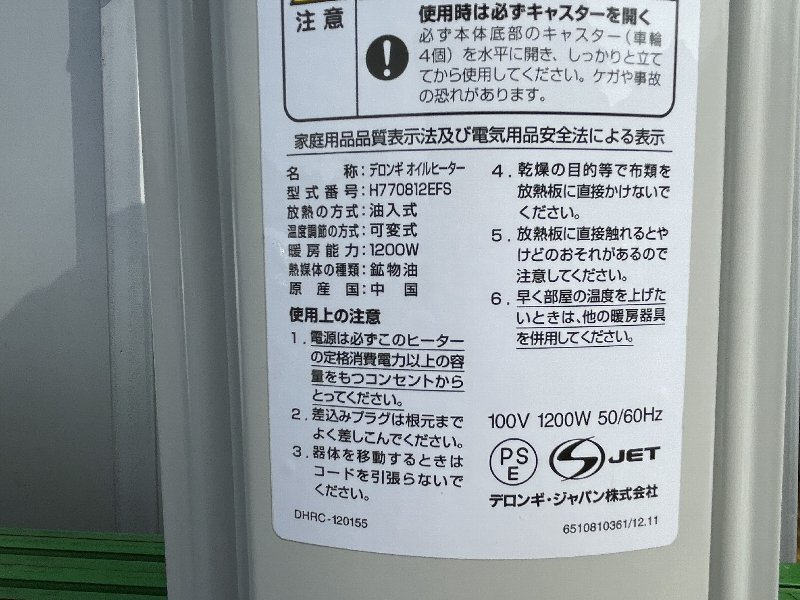 注意
使用時は必ずキャスターを開く
必ず本体底部のキャスター（車輪
4個）を水平に開き、しっかりと立て
てから使用してください。ケガや事故
の恐れがあります。
家庭用品品質表示法及び電気用品安全法による表示
名称：デロンギ オイルヒーター
型式番号：H770812EFS
放熱の方式：油入式
温度調節の方式：可変式
暖房能力：1200W
熱媒体の種類：鉱物油
原産国：中国
使用上の注意
1．電源は必ずこのヒーター
の定格消費電力以上の容
量をもつコンセントから
とってください。
2．差込みプラグは根元まで
よく差しこんでください。
3．器体を移動するときは
コードを引張らないで
ください。
4．乾燥の目的等で布類を
放熱板に直接かけないで
ください。
5．放熱板に直接触れるとや
けどのおそれがあるので
注意してください。
6．早く部屋の温度を上げた
いときは、他の暖房器具
を併用してください。
100V 1200W 50/60Hz
PS
E
S JET
デロンギ・ジャパン株式会社
DHRC-120155
6510810361/12.11